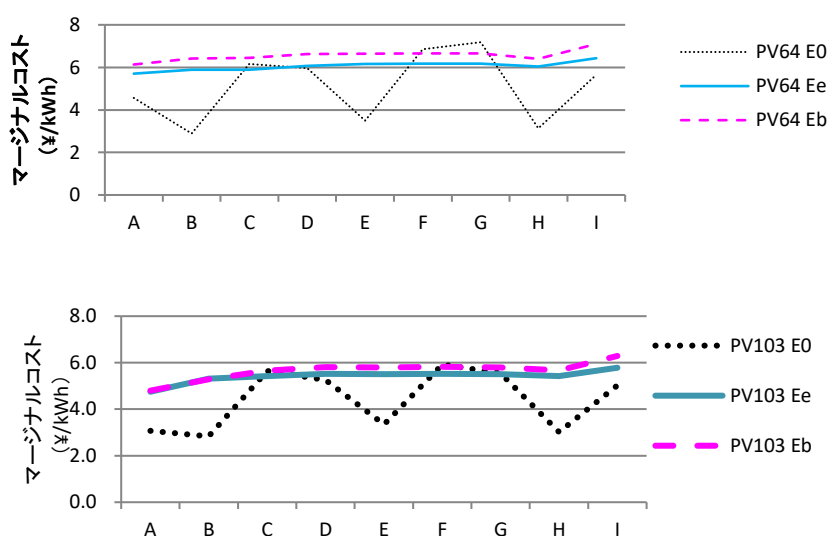 マージナルコスト
(¥/kWh)
8
6
4
2
0
A B C D E F G H I
PV64 E0
PV64 Ee
PV64 Eb
マージナルコスト
(¥/kWh)
8.0
6.0
4.0
2.0
0.0
A B C D E F G H I
PV103 E0
PV103 Ee
PV103 Eb